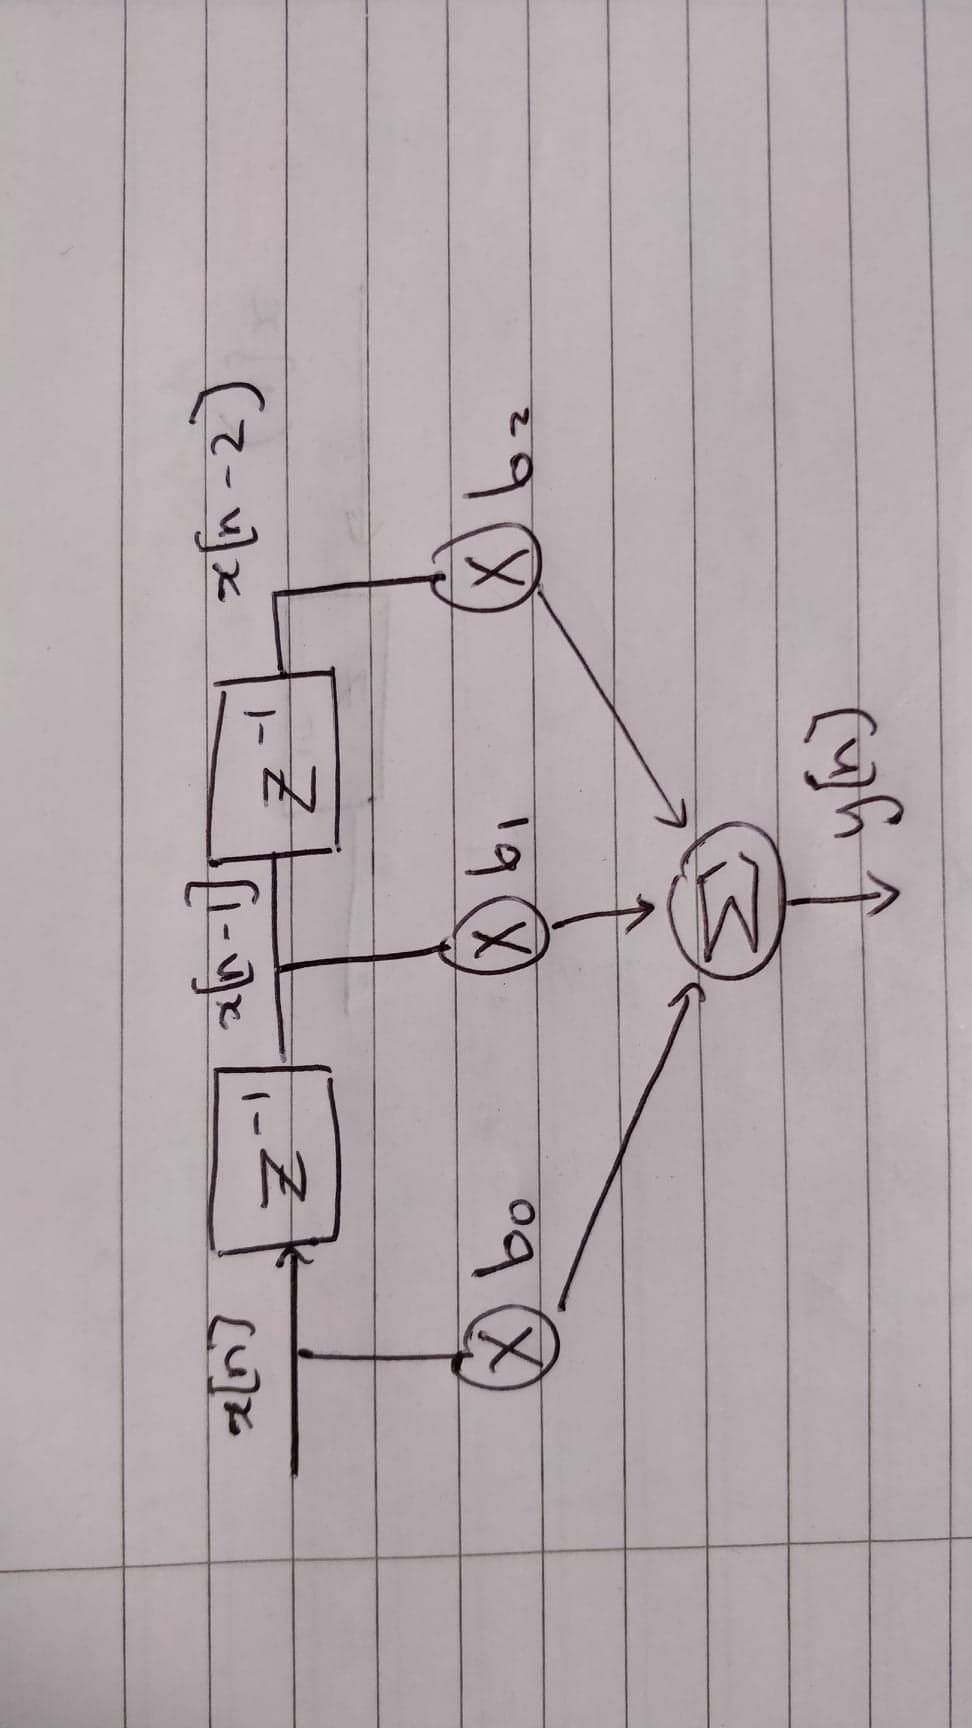 x[n] x[n-1] x[n-2)
Z⁻¹ Z⁻¹
X b0 X b1 X b2
Σ
y[n]